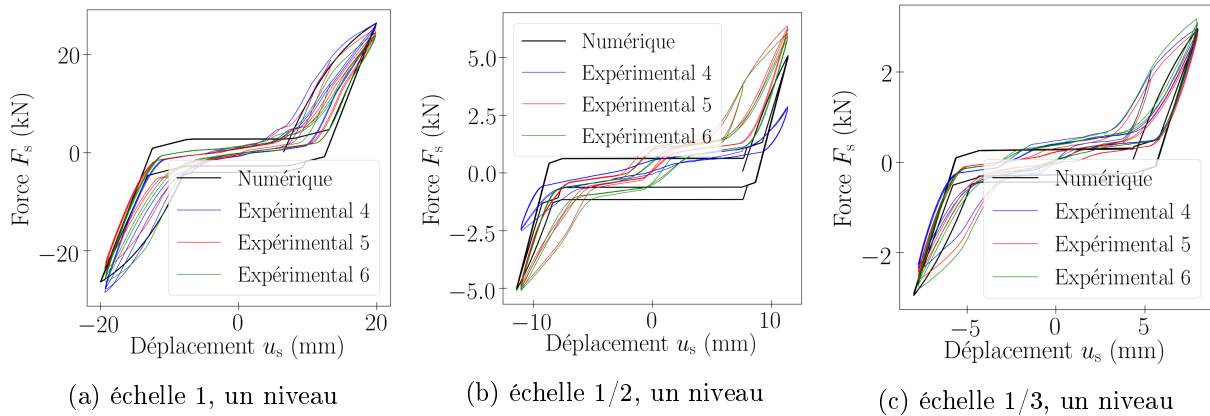 20
0
−20
Force Fs (kN)
−20
0
20
Déplacement us (mm)
Numérique
Expérimental 4
Expérimental 5
Expérimental 6
(a) échelle 1, un niveau
5.0
2.5
0.0
−2.5
−5.0
Force Fs (kN)
−10
0
10
Déplacement us (mm)
Numérique
Expérimental 4
Expérimental 5
Expérimental 6
(b) échelle 1/2, un niveau
2
0
−2
Force Fs (kN)
−5
0
5
Déplacement us (mm)
Numérique
Expérimental 4
Expérimental 5
Expérimental 6
(c) échelle 1/3, un niveau